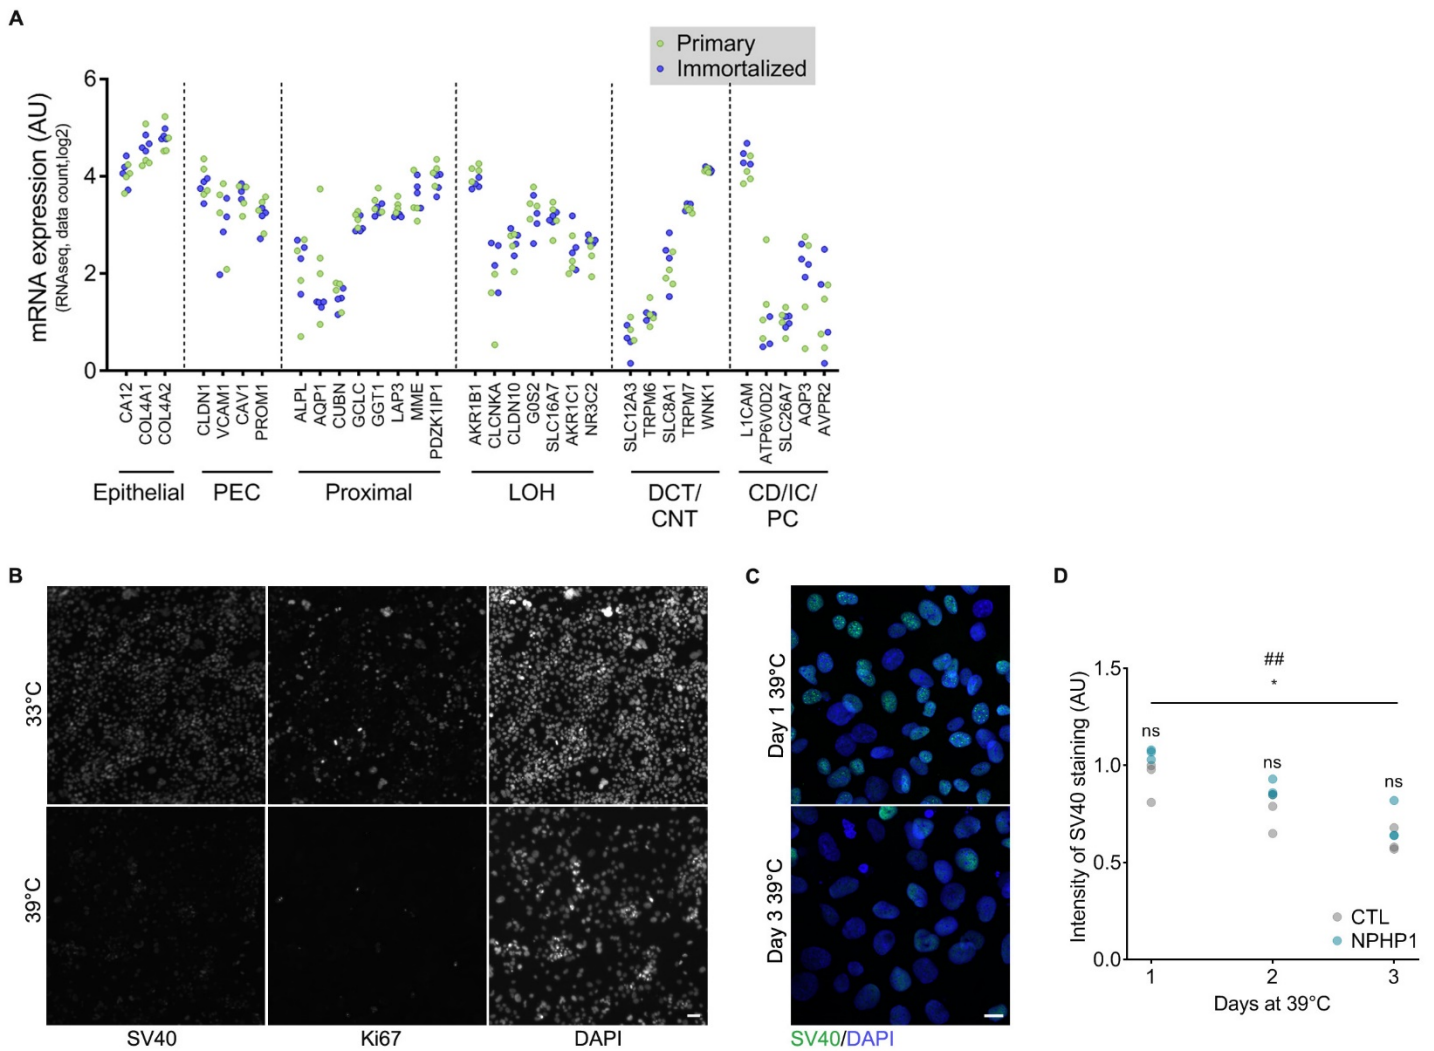 A
Primary
Immortalized
mRNA expression (AU)
(RNAseq, data count,log2)
6
4
2
0
CA12
COL4A1
COL4A2
CLDN1
VCAM1
CAV1
PROM1
ALPL
AQP1
CUBN
GCLC
GGT1
LAP3
MME
PDZK1IP1
AKR1B1
CLCNKA
CLDN10
G0S2
SLC16A7
AKR1C1
NR3C2
SLC12A3
TRPM6
SLC8A1
TRPM7
WNK1
L1CAM
ATP6V0D2
SLC26A7
AQP3
AVPR2
Epithelial
PEC
Proximal
LOH
DCT/
CNT
CD/IC/
PC
B
33°C
39°C
SV40
Ki67
DAPI
C
Day 1 39°C
Day 3 39°C
SV40/DAPI
D
Intensity of SV40 staining (AU)
1.5
1.0
0.5
0.0
##
*
ns
ns
ns
CTL
NPHP1
1
2
3
Days at 39°C